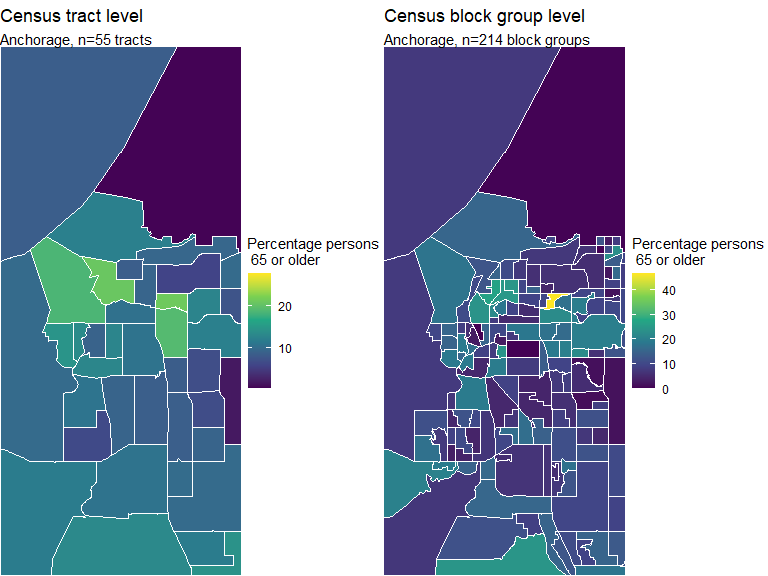 Census tract level
Anchorage, n=55 tracts
Percentage persons
65 or older
20
10
Census block group level
Anchorage, n=214 block groups
Percentage persons
65 or older
40
30
20
10
0